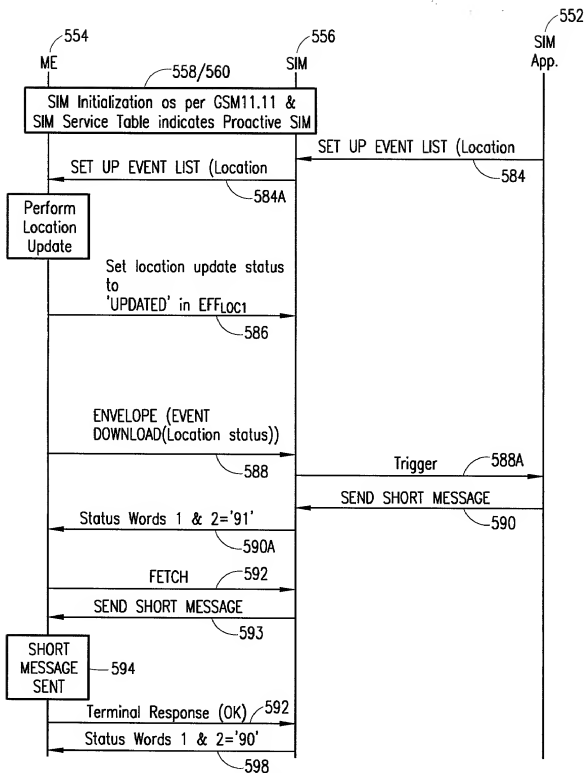 552
554
556
SIM
App.
ME
558/560
SIM
SIM Initialization os per GSM11.11 &
SIM Service Table indicates Proactive SIM
SET UP EVENT LIST (Location
584
SET UP EVENT LIST (Location
584A
Perform
Location
Update
Set location update status
to
'UPDATED' in EFFLOC1
586
ENVELOPE (EVENT
DOWNLOAD(Location status))
588
Trigger
588A
SEND SHORT MESSAGE
590
Status Words 1 & 2='91'
590A
FETCH
592
SEND SHORT MESSAGE
593
SHORT
MESSAGE
SENT
594
Terminal Response (OK)
592
Status Words 1 & 2='90'
598